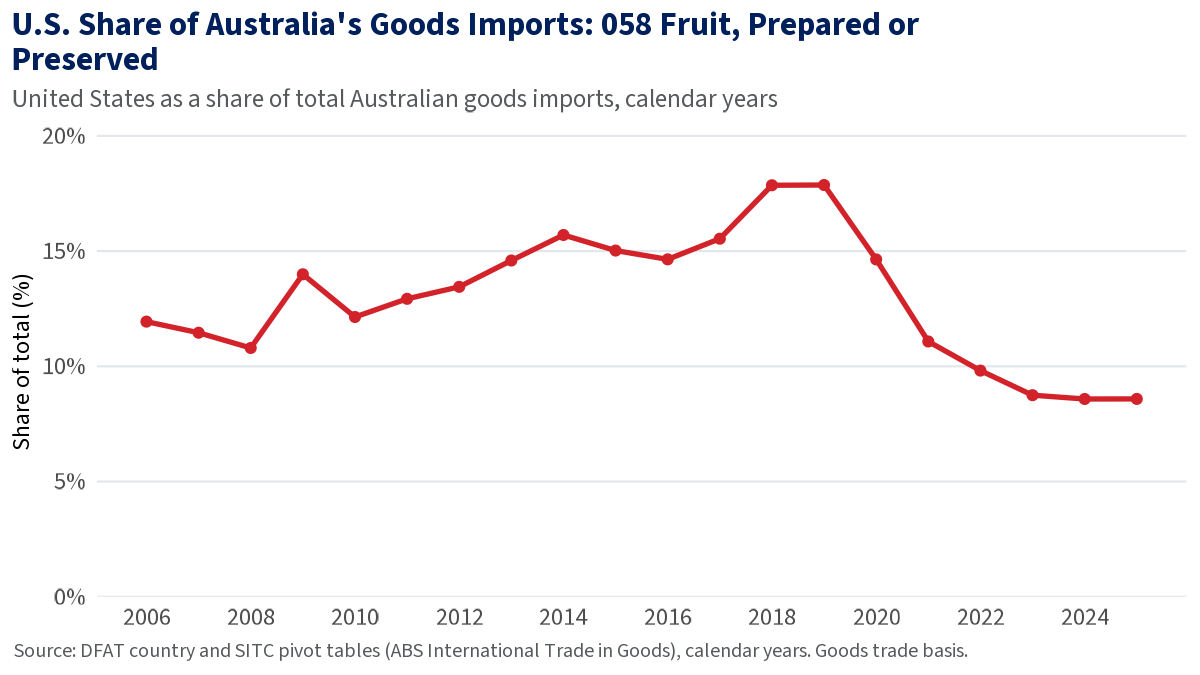 U.S. Share of Australia's Goods Imports: 058 Fruit, Prepared or
Preserved
United States as a share of total Australian goods imports, calendar years
Share of total (%)
20%
15%
10%
5%
0%
2006 2008 2010 2012 2014 2016 2018 2020 2022 2024
Source: DFAT country and SITC pivot tables (ABS International Trade in Goods), calendar years. Goods trade basis.